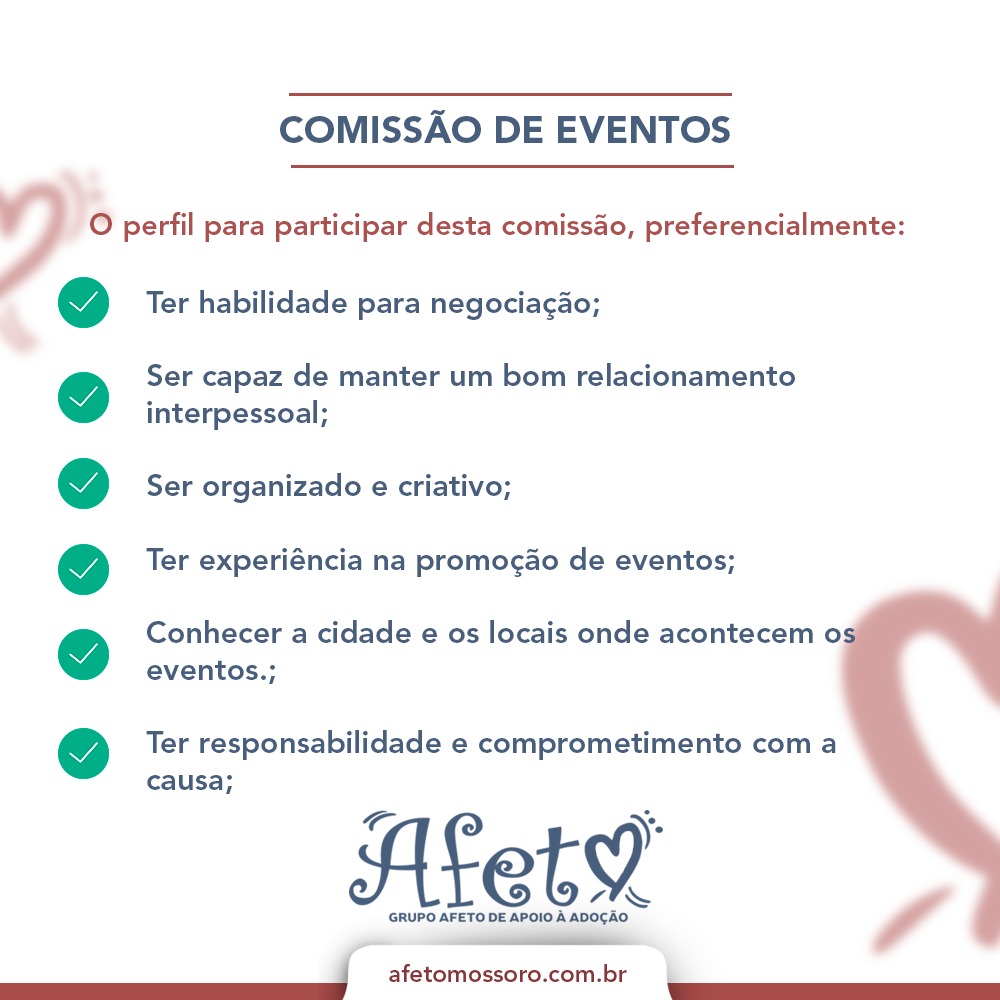 COMISSÃO DE EVENTOS
O perfil para participar desta comissão, preferencialmente:
Ter habilidade para negociação;
Ser capaz de manter um bom relacionamento
interpessoal;
Ser organizado e criativo;
Ter experiência na promoção de eventos;
Conhecer a cidade e os locais onde acontecem os
eventos.;
Ter responsabilidade e comprometimento com a
causa;
Afeto
GRUPO AFETO DE APOIO À ADOÇÃO
afetomossoro.com.br